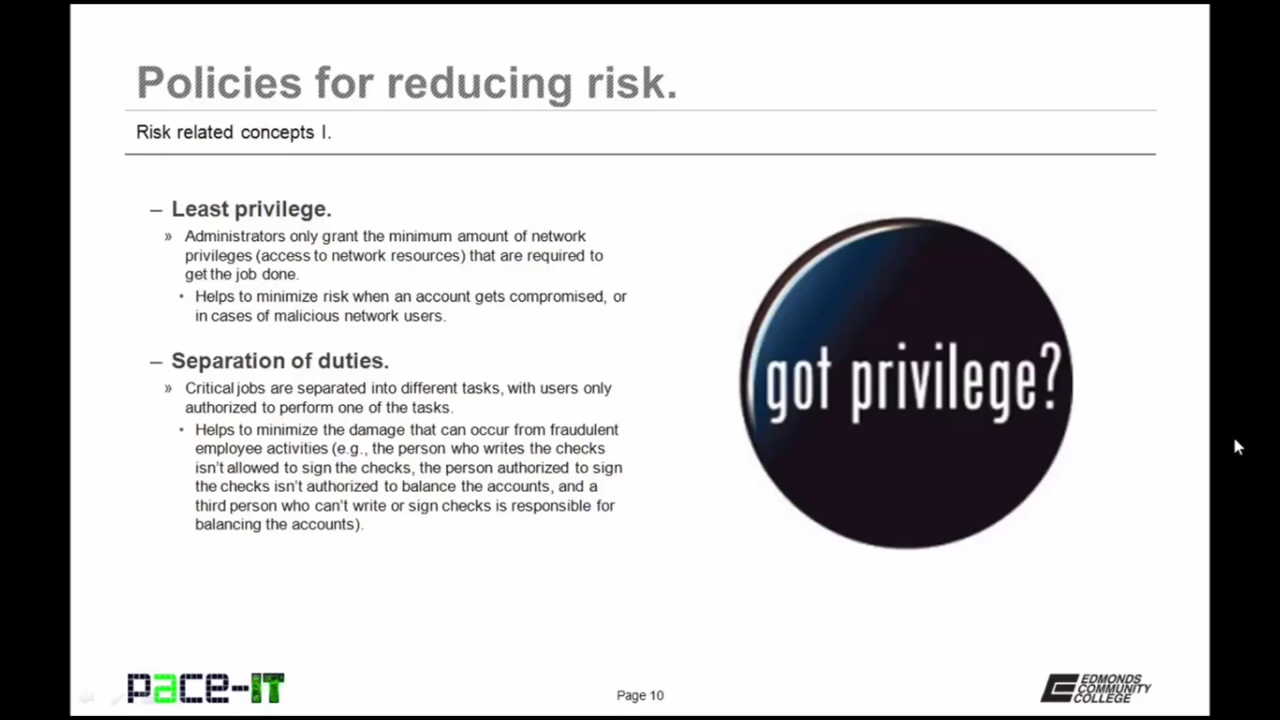 Policies for reducing risk.
Risk related concepts I.
– Least privilege.
» Administrators only grant the minimum amount of network
privileges (access to network resources) that are required to
get the job done.
• Helps to minimize risk when an account gets compromised, or
in cases of malicious network users.
– Separation of duties.
» Critical jobs are separated into different tasks, with users only
authorized to perform one of the tasks.
• Helps to minimize the damage that can occur from fraudulent
employee activities (e.g., the person who writes the checks
isn't allowed to sign the checks, the person authorized to sign
the checks isn't authorized to balance the accounts, and a
third person who can't write or sign checks is responsible for
balancing the accounts).
got privilege?
pace-IT
Page 10
EDMONDS
COMMUNITY
COLLEGE